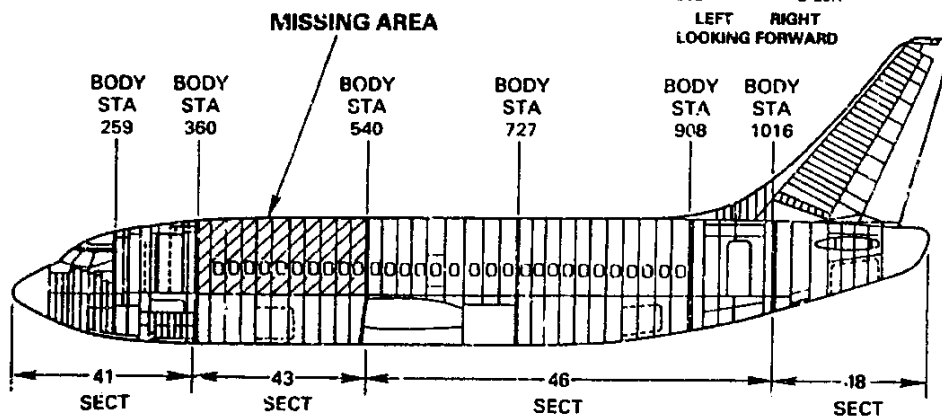 MISSING AREA
LEFT RIGHT
LOOKING FORWARD
BODY STA 259
BODY STA 360
BODY STA 540
BODY STA 727
BODY STA 908
BODY STA 1016
41 SECT
43 SECT
46 SECT
48 SECT